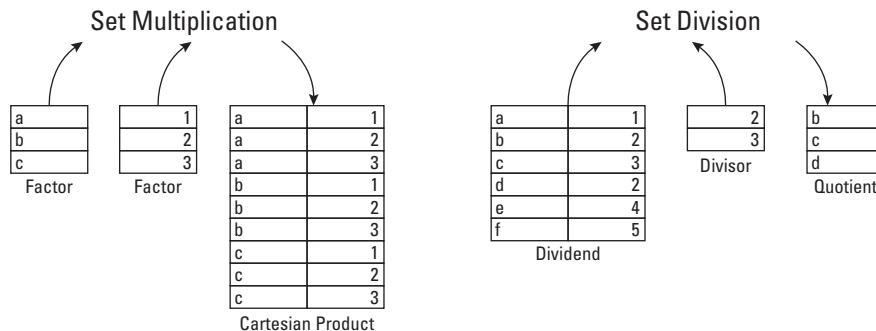 Set Multiplication
a
b
c
Factor
1
2
3
Factor
a 1
a 2
a 3
b 1
b 2
b 3
c 1
c 2
c 3
Cartesian Product
Set Division
a 1
b 2
c 3
d 2
e 4
f 5
Dividend
2
3
Divisor
b
c
d
Quotient